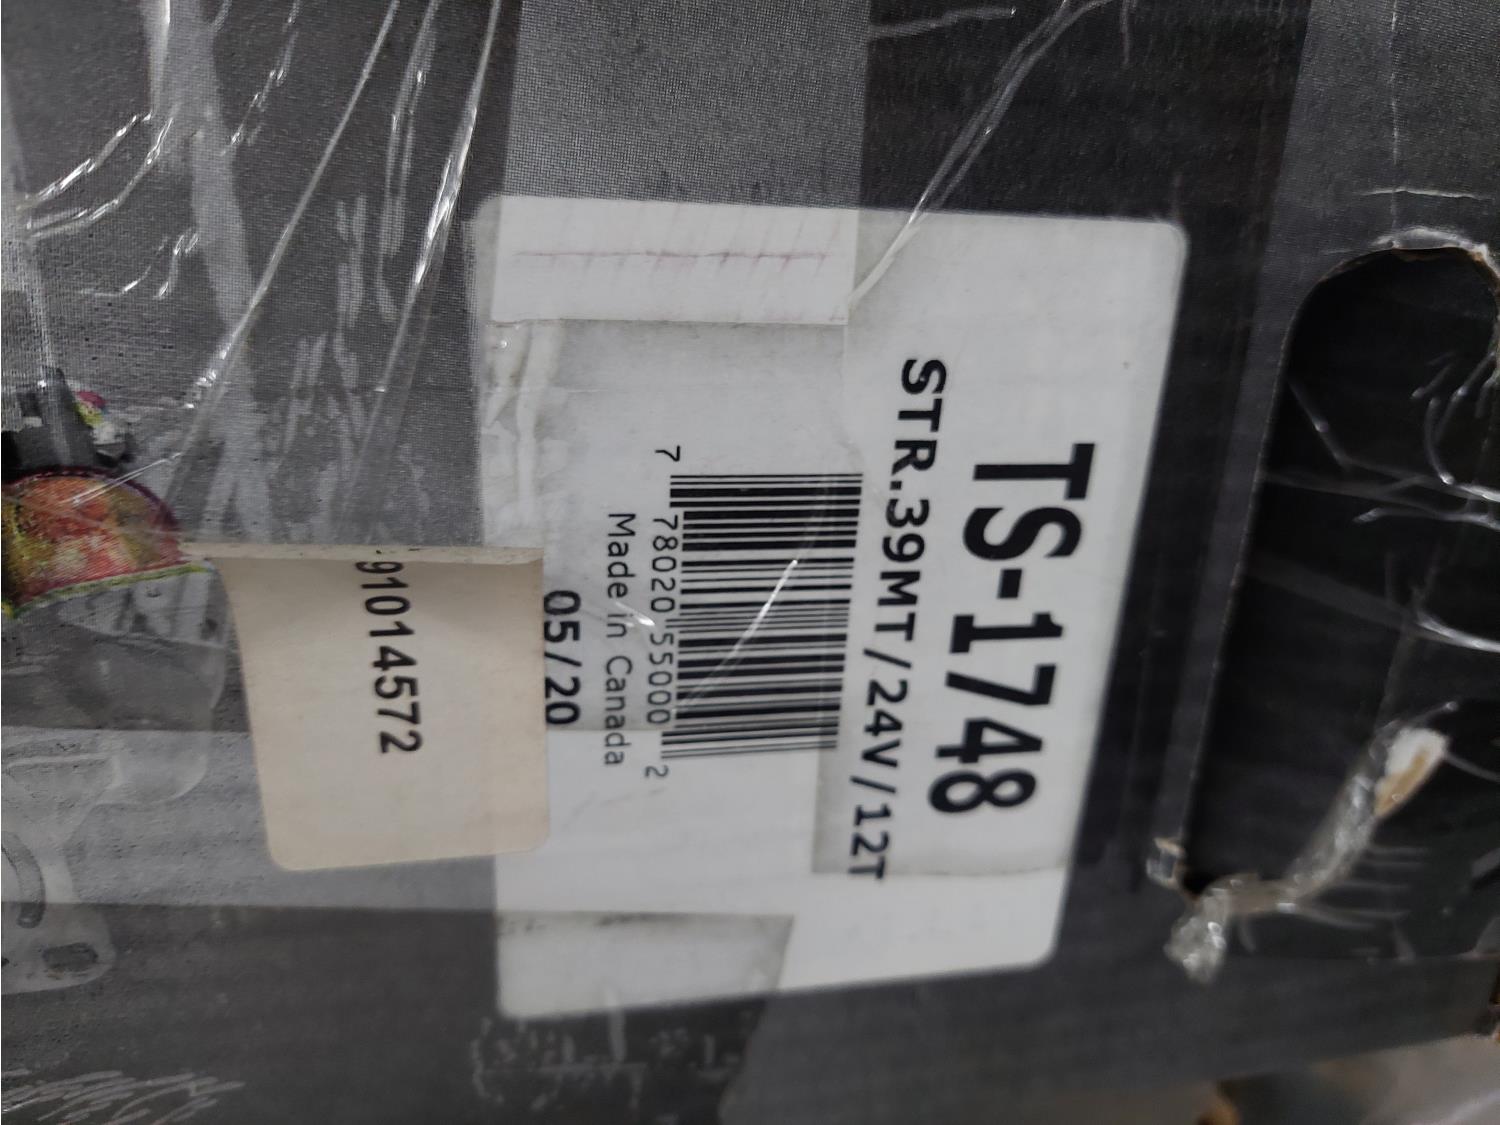 TS-1748
STR.39MT/24V/12T
7 78020 55000 2
Made in Canada
05/20
91014572